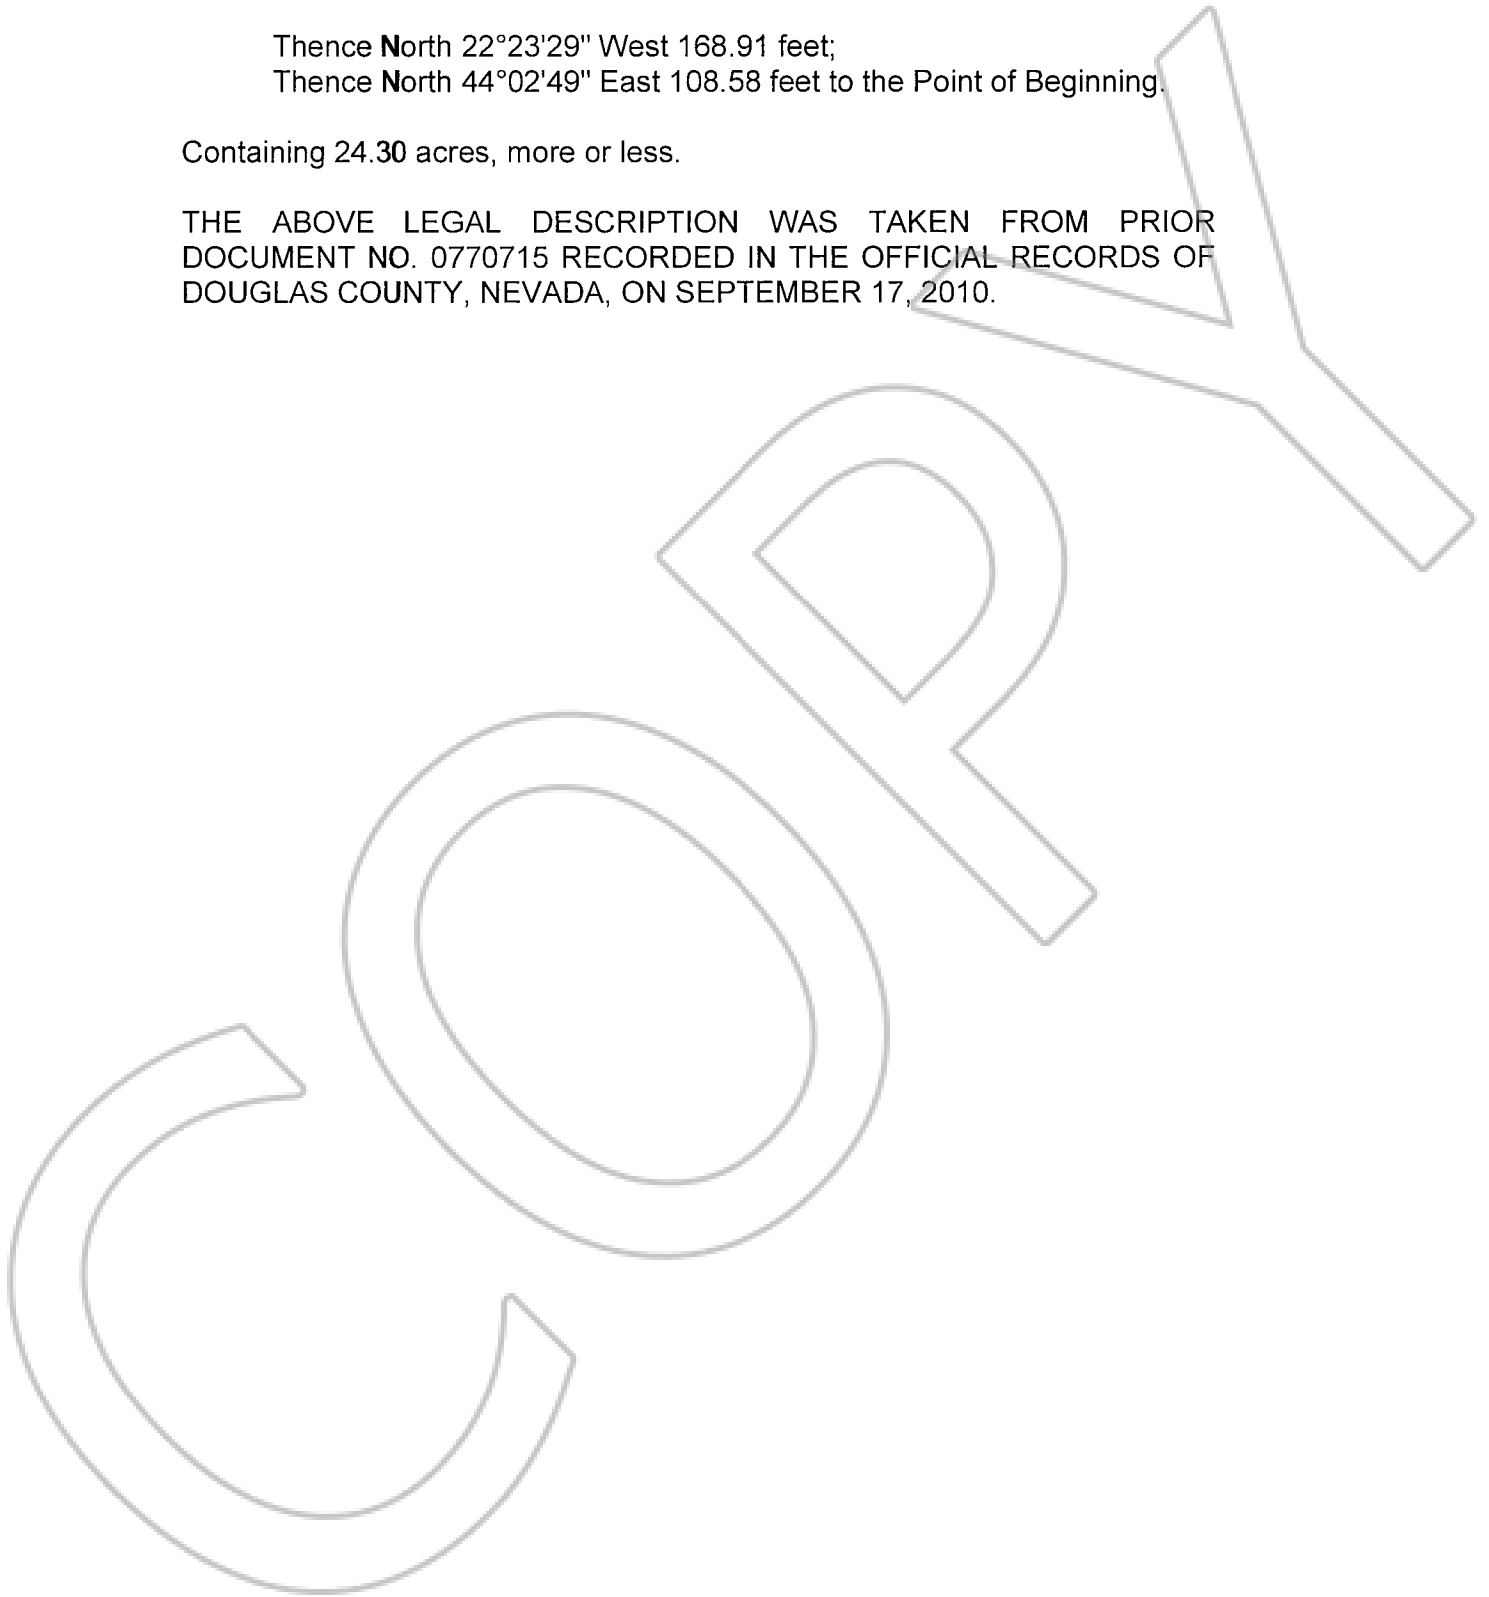 Thence North 22°23'29" West 168.91 feet;
Thence North 44°02'49" East 108.58 feet to the Point of Beginning.
Containing 24.30 acres, more or less.
THE ABOVE LEGAL DESCRIPTION WAS TAKEN FROM PRIOR
DOCUMENT NO. 0770715 RECORDED IN THE OFFICIAL RECORDS OF
DOUGLAS COUNTY, NEVADA, ON SEPTEMBER 17, 2010.
COPY